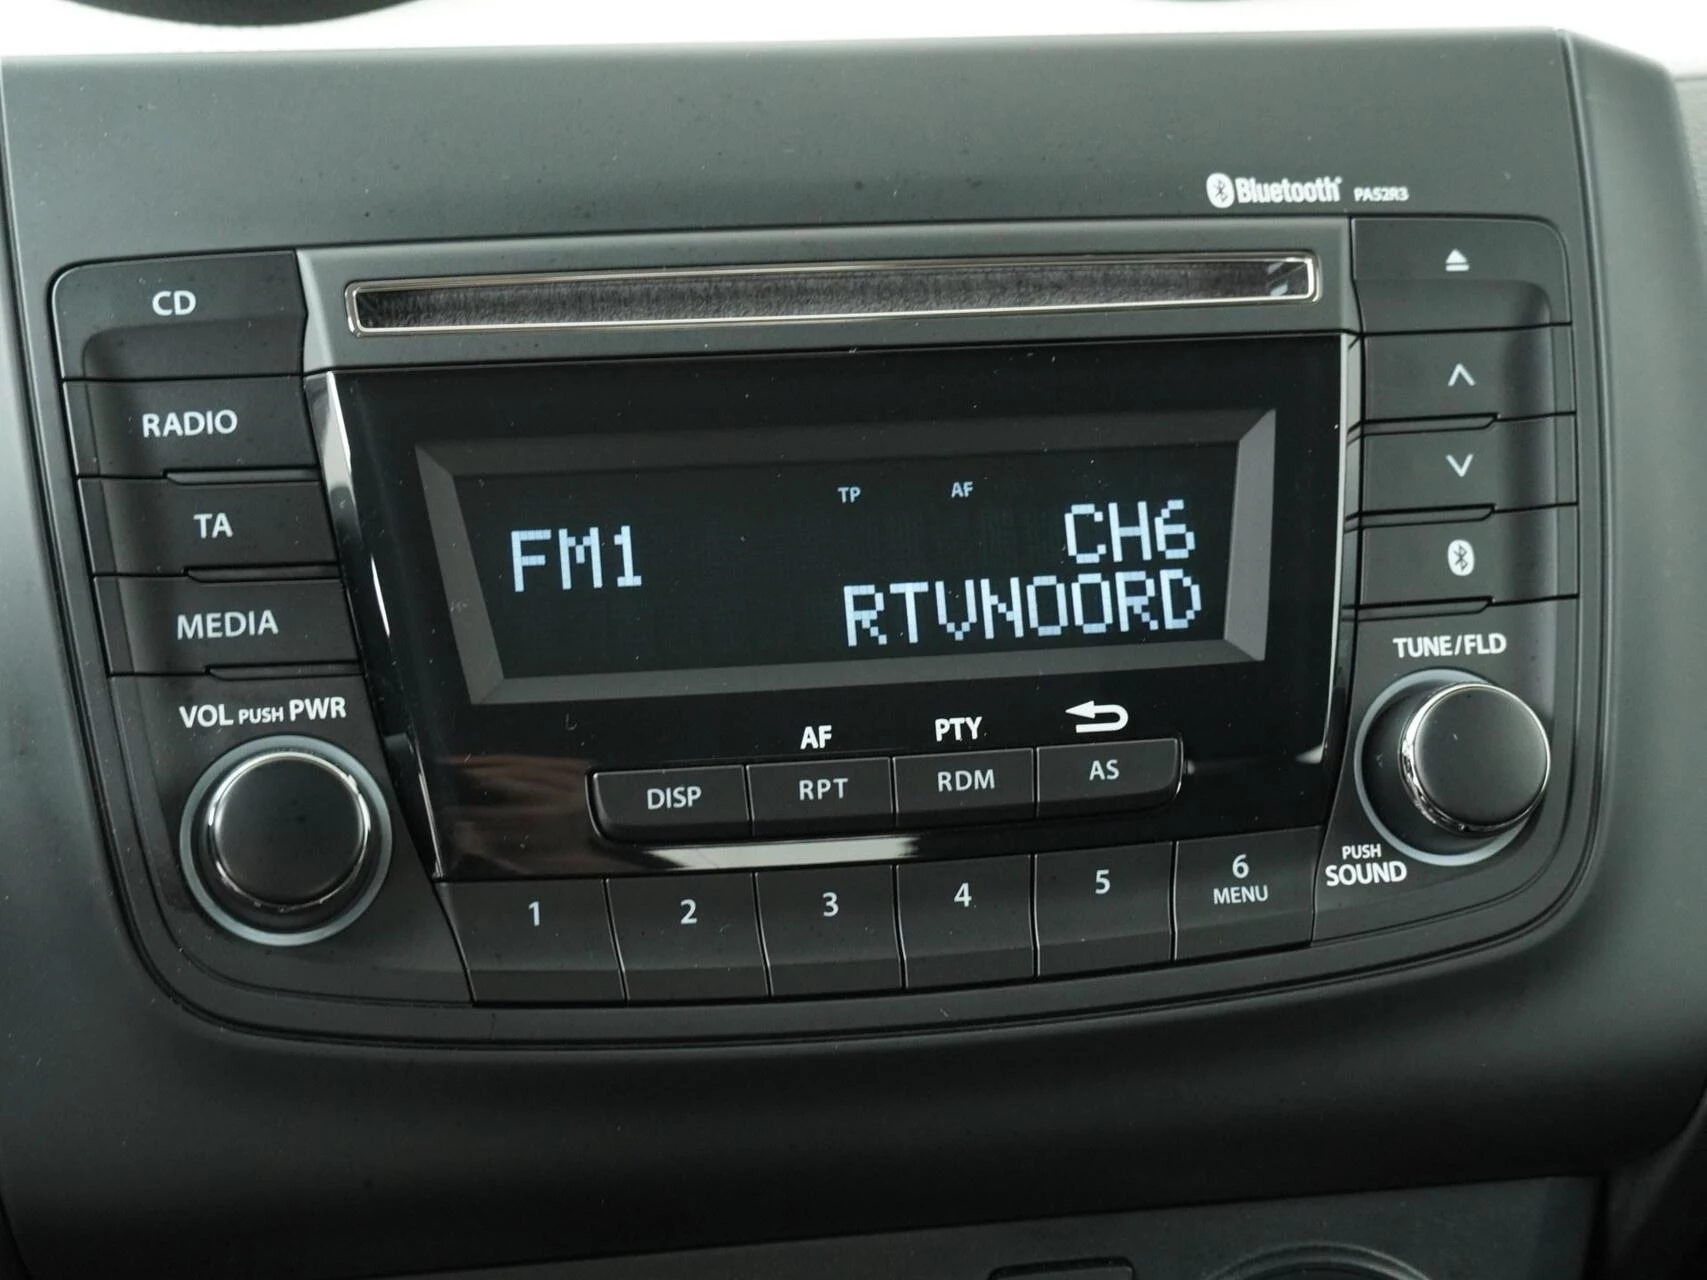 Bluetooth® PA52R3
CD
RADIO
TA
MEDIA
VOL PUSH PWR
TP AF
FM1 CH6
RTVNOORD
AF PTY
DISP RPT RDM AS
1 2 3 4 5 6
MENU
TUNE/FLD
PUSH
SOUND